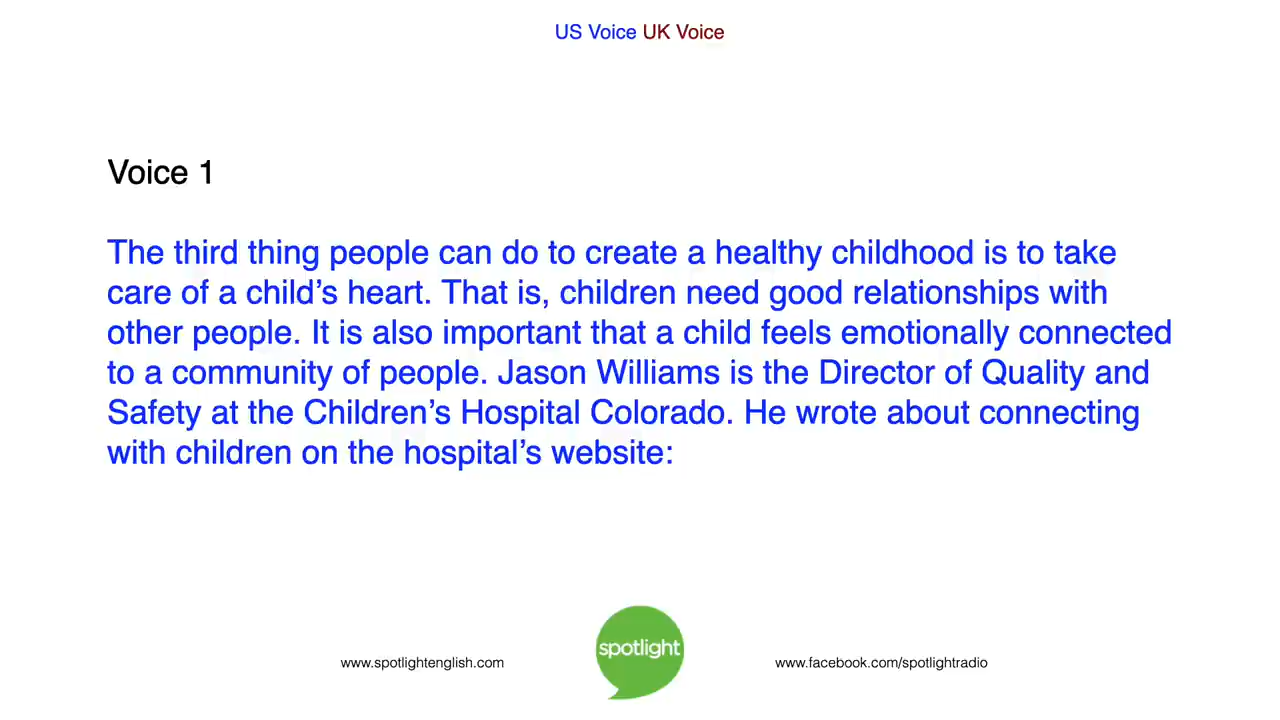 US Voice UK Voice
Voice 1
The third thing people can do to create a healthy childhood is to take
care of a child’s heart. That is, children need good relationships with
other people. It is also important that a child feels emotionally connected
to a community of people. Jason Williams is the Director of Quality and
Safety at the Children’s Hospital Colorado. He wrote about connecting
with children on the hospital’s website:
spotlight
www.spotlightenglish.com
www.facebook.com/spotlightradio